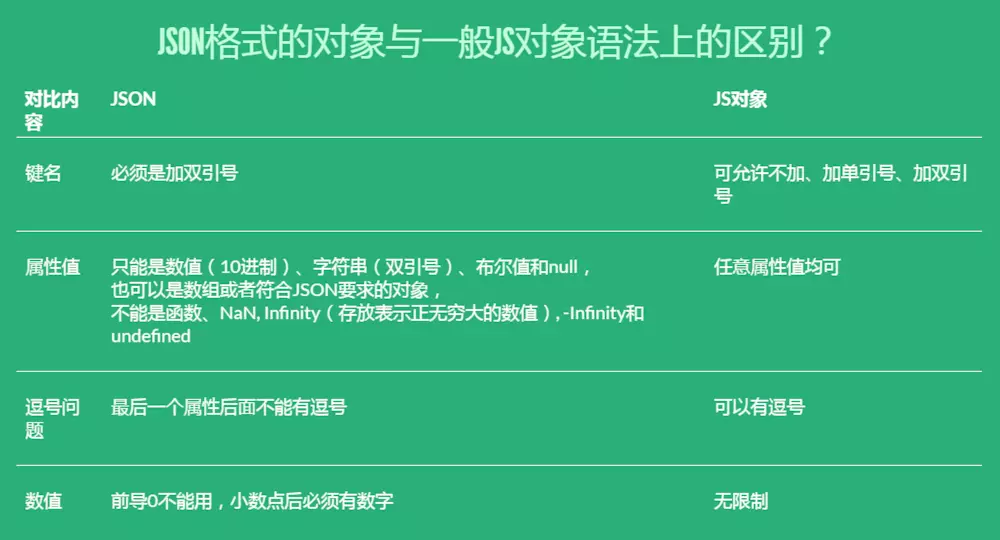 JSON格式的对象与一般JS对象语法上的区别？
对比内
容
JSON
JS对象
键名
必须是加双引号
可允许不加、加单引号、加双引
号
属性值
只能是数值（10进制）、字符串（双引号）、布尔值和null，
也可以是数组或者符合JSON要求的对象，
不能是函数、NaN, Infinity（存放表示正无穷大的数值）, -Infinity和
undefined
任意属性值均可
逗号问
题
最后一个属性后面不能有逗号
可以有逗号
数值
前导0不能用，小数点后必须有数字
无限制